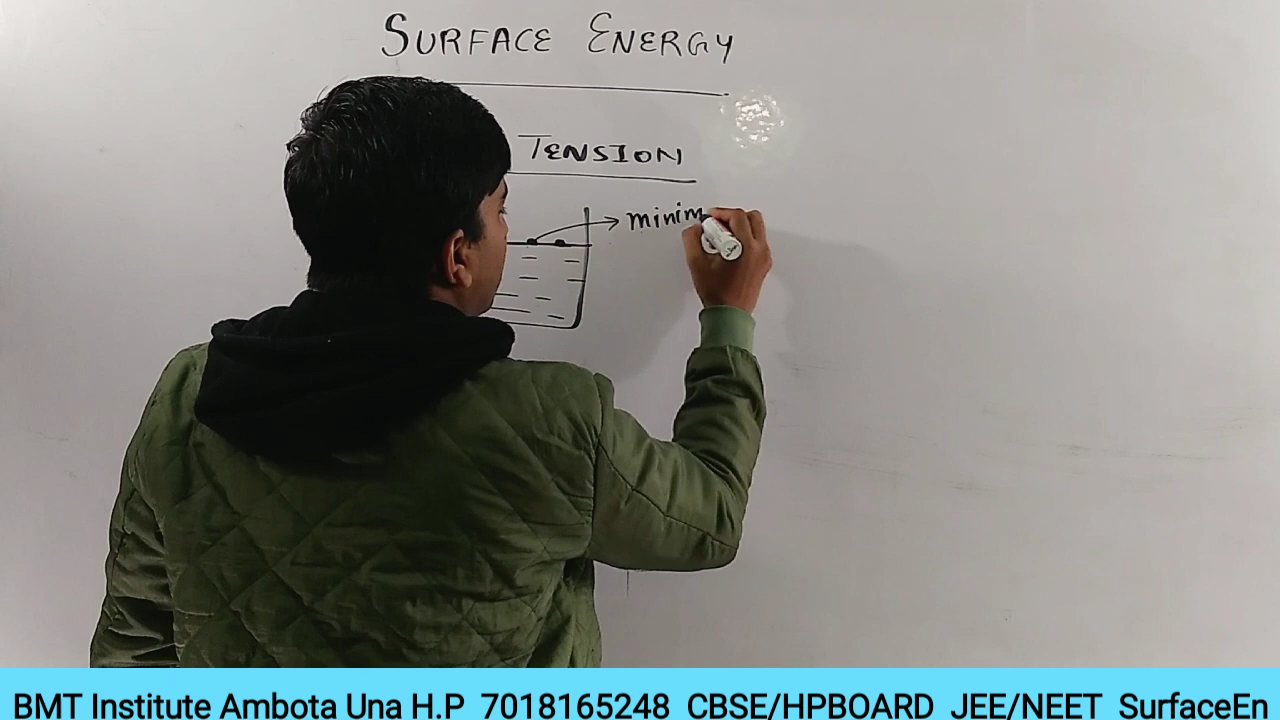 SURFACE ENERGY
TENSION
minim
BMT Institute Ambota Una H.P 7018165248 CBSE/HPBOARD JEE/NEET SurfaceEn